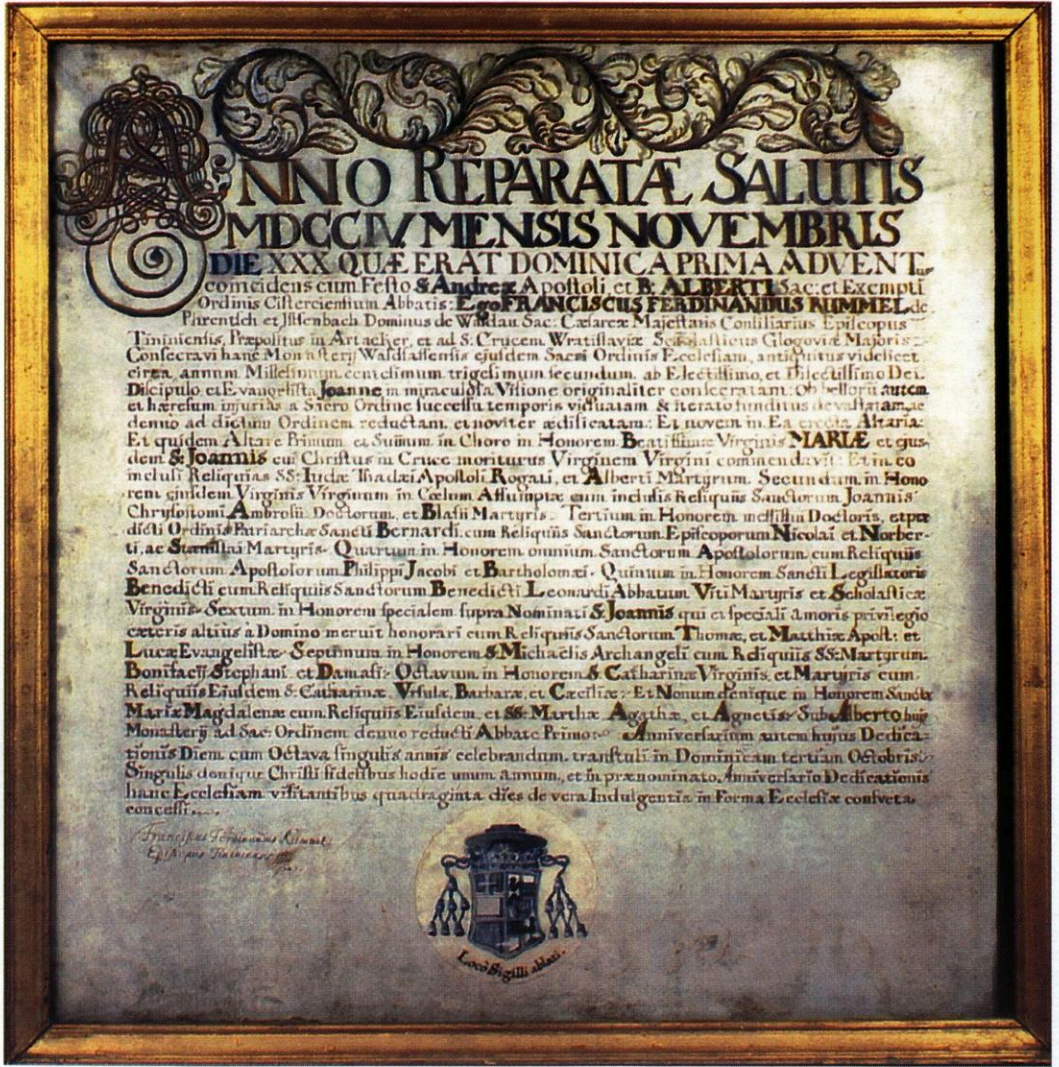 ANNO REPARATÆ SALUTIS
MDCCIV. MENSIS NOVEMBRIS
DIE XXX QUÆ ERAT DOMINICA PRIMA ADVENTus
coincidens cum Festo S: Andreæ Apostoli, et B: ALBERTI Sac: et Exempti
Ordinis Cisterciensium Abbatis: Ego FRANCISCUS FERDINANDUS RUMMEL de
et Dominus de Waldau Sac: Cæsareæ Majestatis Consiliarius Episcopus
Tininiensis, Præpositus in Artacker, et ad S: Crucem Wratislaviæ Scholasticus Glogoviæ Majoris:
Consecravi hanc Monasterij Waldsassensis ejusdem Sacri Ordinis Ecclesiam, antiquitus videlicet
circa, annum Millesimum centesimum trigesimum secundum. ab Electissimo, et Dilectissimo Dei
Discipulo et Evangelista Joanne in miraculosa Visione originaliter consecratam: Ob bellorum autem
et hæresum injurias a Sacro Ordine successu temporis viduatam & iterato funditus devastatam, ac
denuo ad dictum Ordinem reductam, et noviter ædificatam: Et novem in Ea erecta Altaria:
Et quidem Altare Primum et Sumum in Choro in Honorem Beatissimæ Virginis MARIÆ et ejus-
dem S: Joannis cui Christus in Cruce moriturus Virginem Virgini commendavit: Et in eo
inclusi Reliquias SS: Iudæ Thadæi Apostoli Rogati, et Alberti Martyrum. Secundum in Hono
rem ejusdem Virginis Virginum in Cœlum Assumptæ cum inclusis Reliquiis Sanctorum Joannis
Chrysostomi Ambrosii Doctorum, et Blasii Martyris. Tertium in Honorem melliflui Doctoris, et præ
dicti Ordinis Patriarchæ Sancti Bernardi. cum Reliquiis Sanctorum Episcoporum Nicolai et Norber-
ti, ac Stanislai Martyris. Quartum in Honorem omnium Sanctorum Apostolorum cum Reliquiis
Sanctorum Apostolorum Philippi Jacobi et Bartholomæi. Quintum in Honorem Sancti Legislatoris
Benedicti cum Reliquiis Sanctorum Benedicti Leonardi Abbatum Viti Martyris et Scholasticæ
Virginis. Sextum. in Honorem specialem supra Nominati S: Joannis qui et speciali amoris privilegio
cæteris altius à Domino meruit honorari cum Reliquiis Sanctorum Thomæ, et Matthiæ Apost: et
Lucæ Evangelistæ. Septimum in Honorem S: Michaëlis Archangeli cum Reliquiis SS: Martyrum
Bonifacij Stephani et Damasi: Octavum in Honorem S: Catharinæ Virginis, et Martyris cum
Reliquiis Ejusdem S: Catharinæ, Vrsulæ, Barbaræ, et Cæciliæ: Et Nonum denique in Honorem Sanctæ
Mariæ Magdalenæ cum Reliquiis Ejusdem, et SS: Marthæ Agathæ, et Agnetis: Sub Alberto huj9
Monasterij ad Sac: Ordinem denuo reducti Abbate Primo: Anniversarium autem hujus Dedica-
tionis Diem cum Octava singulis annis celebrandum transtuli in Dominicam tertiam Octobris:
Singulis denique Christi fidelibus hodie unum annum, et in prænominato Anniversario Dedicationis
hanc Ecclesiam visitantibus quadraginta dies de vera Indulgentia in Forma Ecclesiæ consueta
concessi
Franciscus Ferdinandus Rummel
Episcopus Tininiensis
Locô Sigilli ablati.